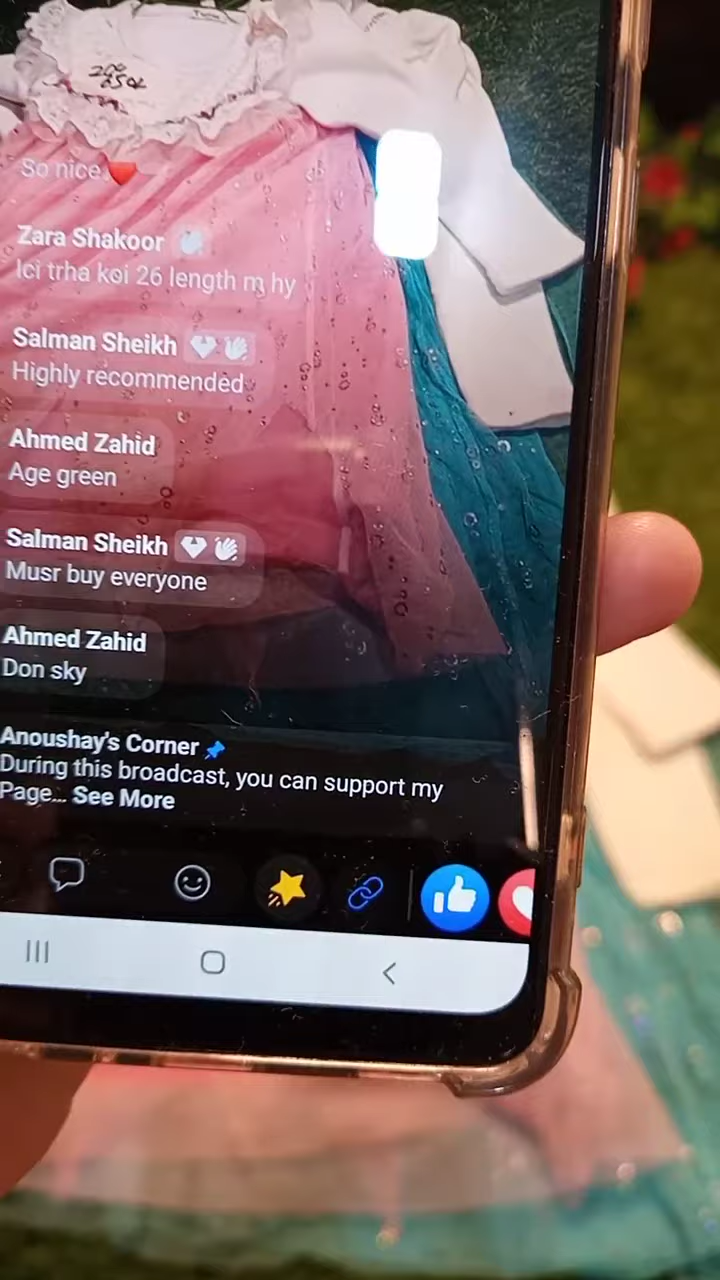 So nice
Zara Shakoor
Ici trha koi 26 length m hy
Salman Sheikh
Highly recommended
Ahmed Zahid
Age green
Salman Sheikh
Musr buy everyone
Ahmed Zahid
Don sky
Anoushay's Corner
During this broadcast, you can support my
Page... See More